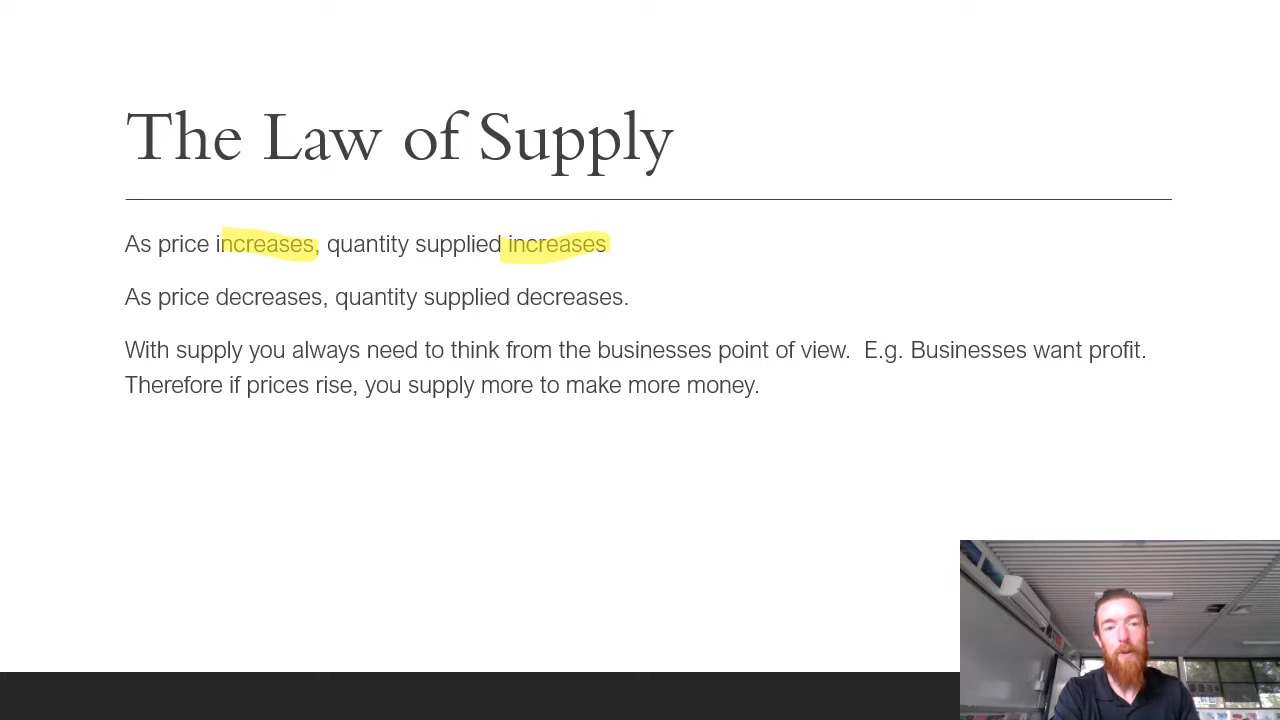 The Law of Supply
As price increases, quantity supplied increases
As price decreases, quantity supplied decreases.
With supply you always need to think from the businesses point of view.  E.g. Businesses want profit.
Therefore if prices rise, you supply more to make more money.